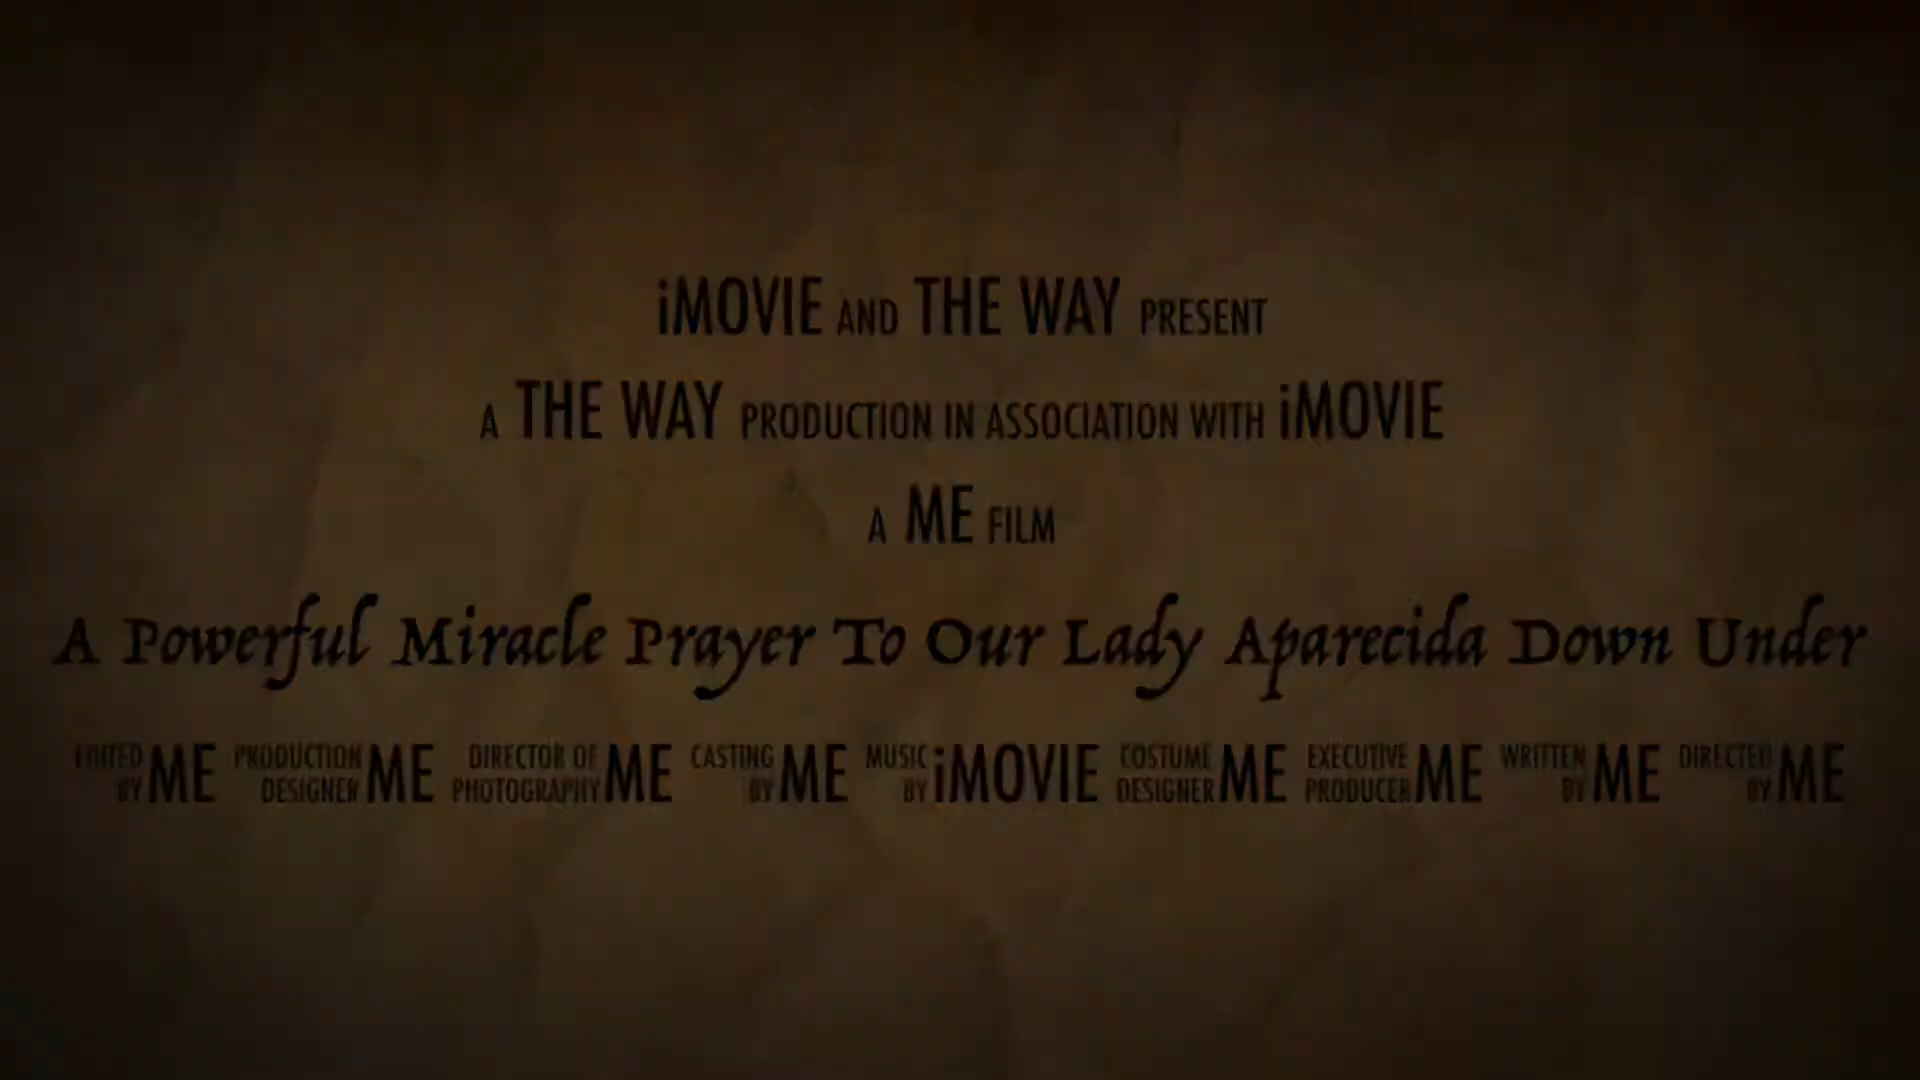 iMOVIE AND THE WAY PRESENT
A THE WAY PRODUCTION IN ASSOCIATION WITH iMOVIE
A ME FILM
A Powerful Miracle Prayer To Our Lady Aparecida Down Under
EDITED BY ME PRODUCTION DESIGNER ME DIRECTOR OF PHOTOGRAPHY ME CASTING BY ME MUSIC BY iMOVIE COSTUME DESIGNER ME EXECUTIVE PRODUCER ME WRITTEN BY ME DIRECTED BY ME